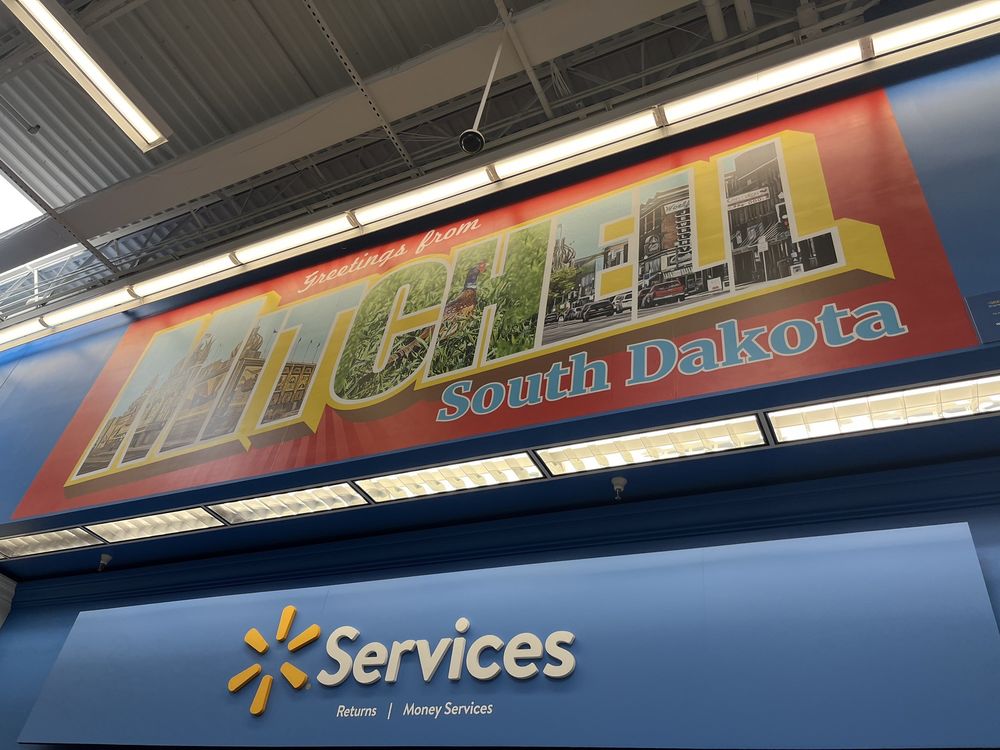 Greetings from
MITCHELL
South Dakota
Services
Returns | Money Services